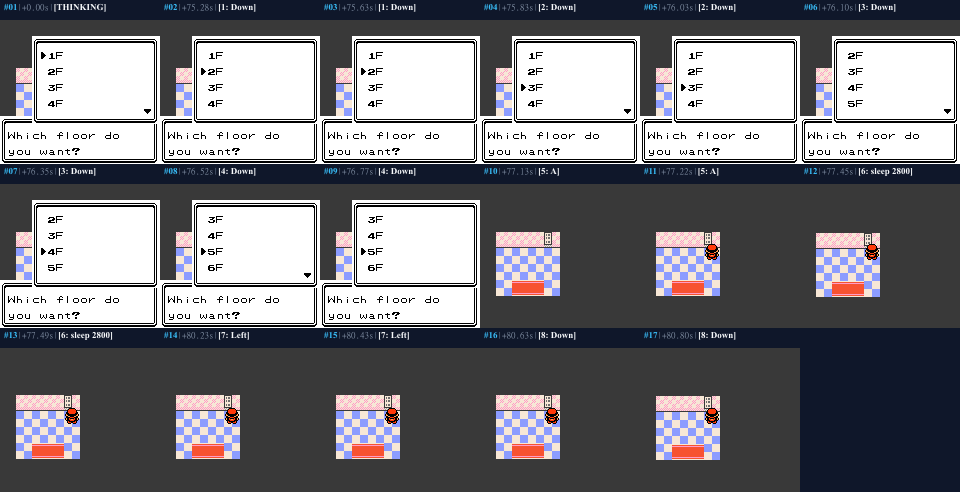 #01|+0.00s|[THINKING]
#02|+75.28s|[1: Down]
#03|+75.63s|[1: Down]
#04|+75.83s|[2: Down]
#05|+76.03s|[2: Down]
#06|+76.10s|[3: Down]
▶1F
2F
3F
4F
▼
Which floor do
you want?
1F
▶2F
3F
4F
Which floor do
you want?
1F
▶2F
3F
4F
Which floor do
you want?
1F
2F
▶3F
4F
▼
Which floor do
you want?
1F
2F
▶3F
4F
Which floor do
you want?
2F
3F
4F
5F
▼
Which floor do
you want?
#07|+76.35s|[3: Down]
#08|+76.52s|[4: Down]
#09|+76.77s|[4: Down]
#10|+77.13s|[5: A]
#11|+77.22s|[5: A]
#12|+77.45s|[6: sleep 2800]
2F
3F
▶4F
5F
Which floor do
you want?
3F
4F
▶5F
6F
▼
Which floor do
you want?
3F
4F
▶5F
6F
Which floor do
you want?
#13|+77.49s|[6: sleep 2800]
#14|+80.23s|[7: Left]
#15|+80.43s|[7: Left]
#16|+80.63s|[8: Down]
#17|+80.80s|[8: Down]